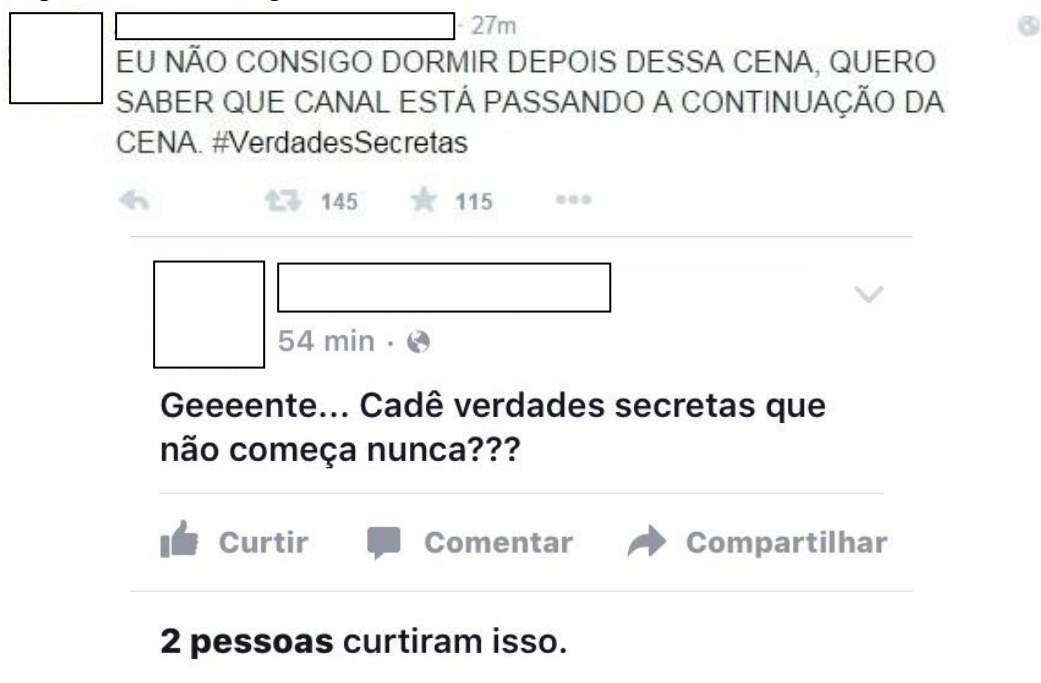 · 27m
EU NÃO CONSIGO DORMIR DEPOIS DESSA CENA, QUERO
SABER QUE CANAL ESTÁ PASSANDO A CONTINUAÇÃO DA
CENA. #VerdadesSecretas
145 115
54 min ·
Geeeente... Cadê verdades secretas que
não começa nunca???
Curtir Comentar Compartilhar
2 pessoas curtiram isso.